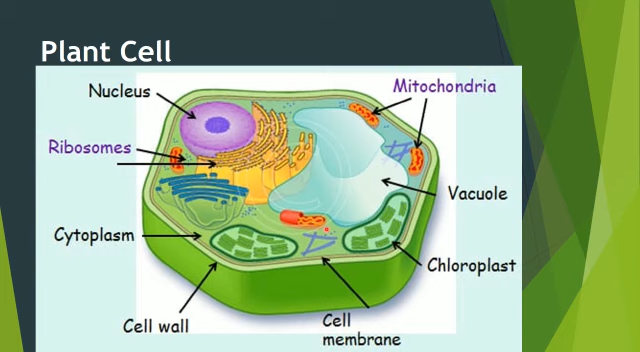 Plant Cell
Nucleus
Mitochondria
Ribosomes
Vacuole
Cytoplasm
Chloroplast
Cell wall
Cell
membrane